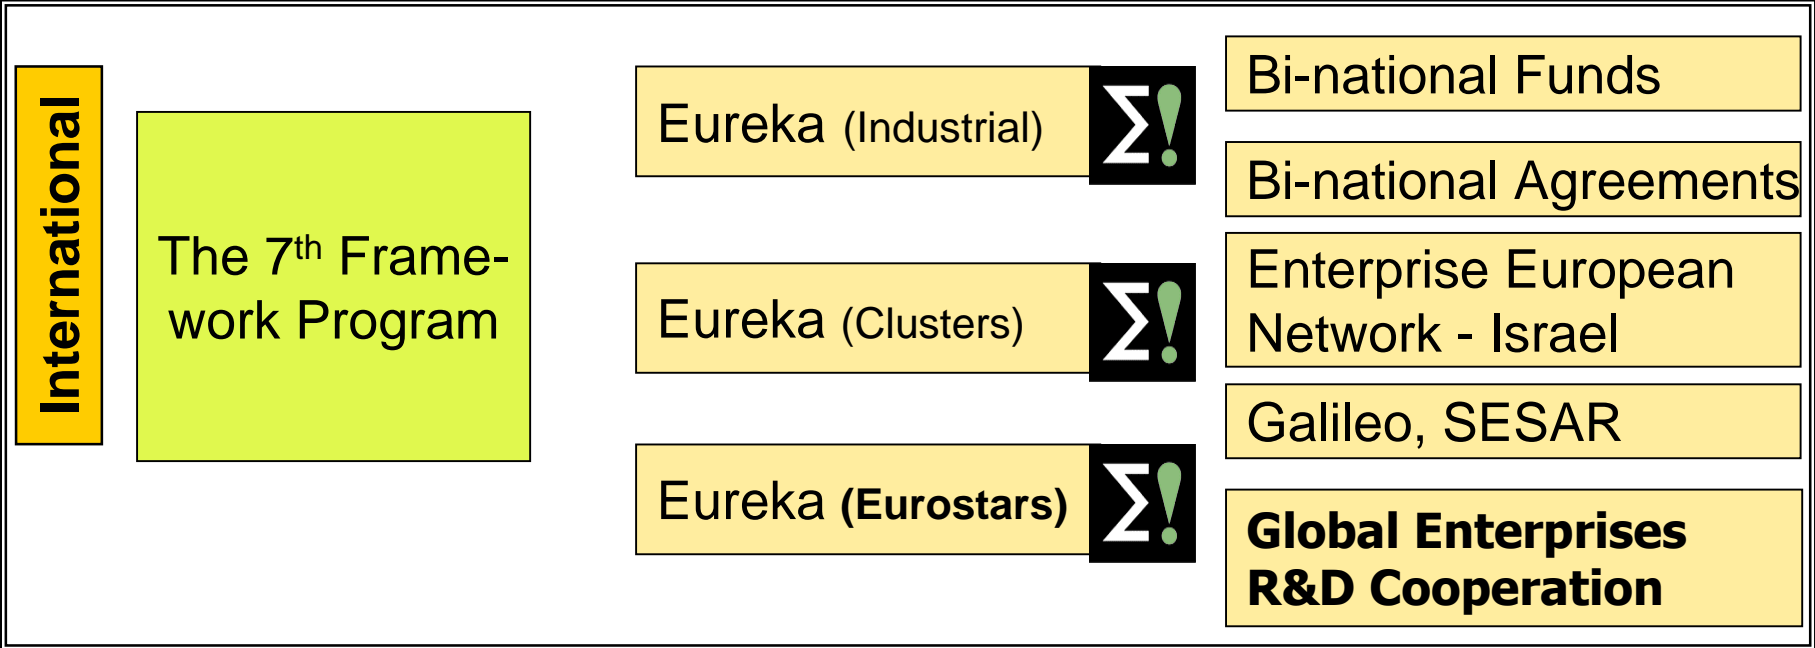 International
The 7th Frame-
work Program
Eureka (Industrial)
Eureka (Clusters)
Eureka (Eurostars)
Bi-national Funds
Bi-national Agreements
Enterprise European
Network - Israel
Galileo, SESAR
Global Enterprises
R&D Cooperation